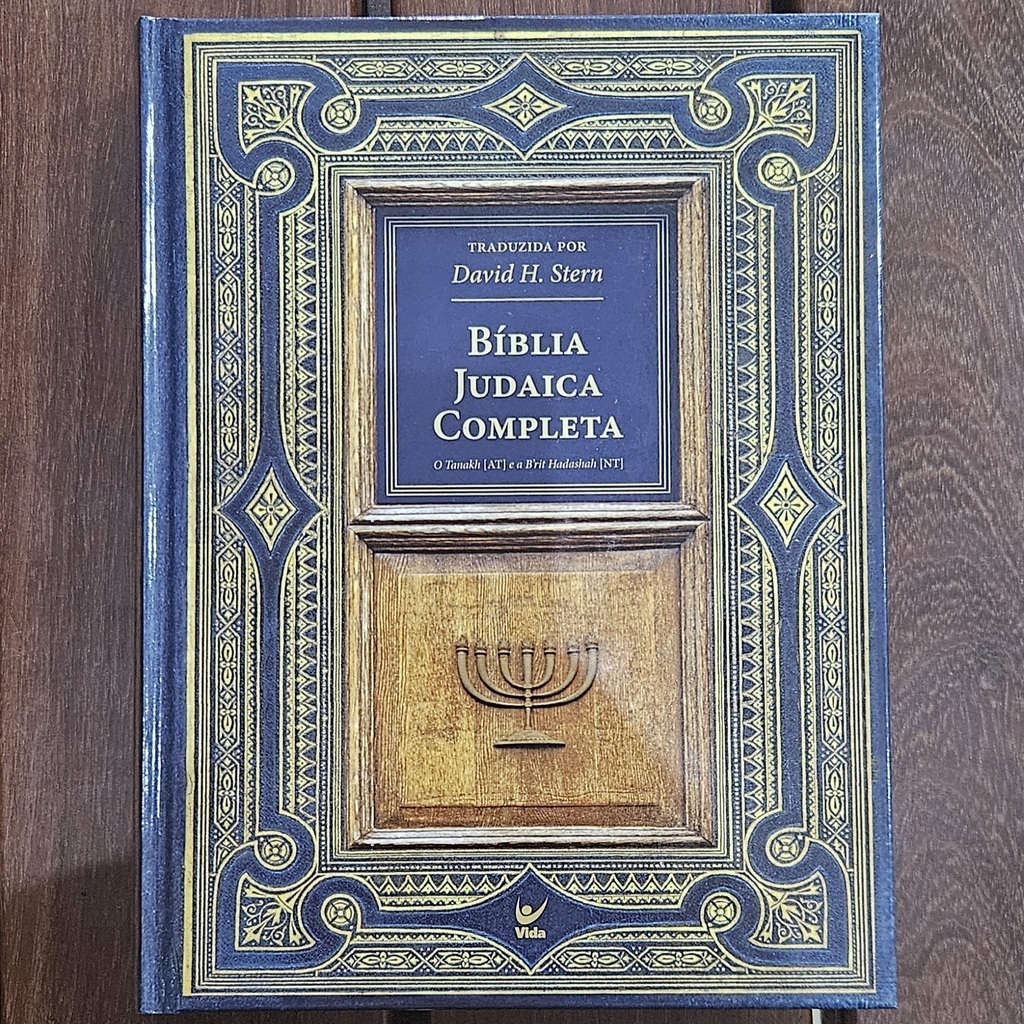 TRADUZIDA POR
David H. Stern
BÍBLIA
JUDAICA
COMPLETA
O Tanakh [AT] e a B'rit Hadashah [NT]
Vida